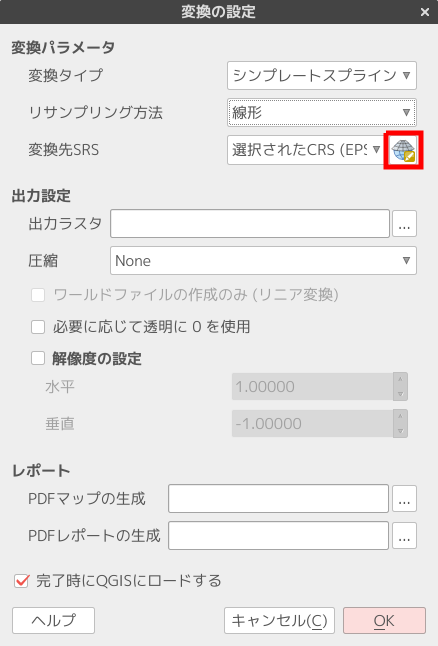 変換の設定
変換パラメータ
変換タイプ シンプレートスプライン
リサンプリング方法 線形
変換先SRS 選択されたCRS (EPS
出力設定
出力ラスタ ...
圧縮 None
ワールドファイルの作成のみ (リニア変換)
必要に応じて透明に 0 を使用
解像度の設定
水平 1.00000
垂直 -1.00000
レポート
PDFマップの生成 ...
PDFレポートの生成 ...
完了時にQGISにロードする
ヘルプ キャンセル(C) OK